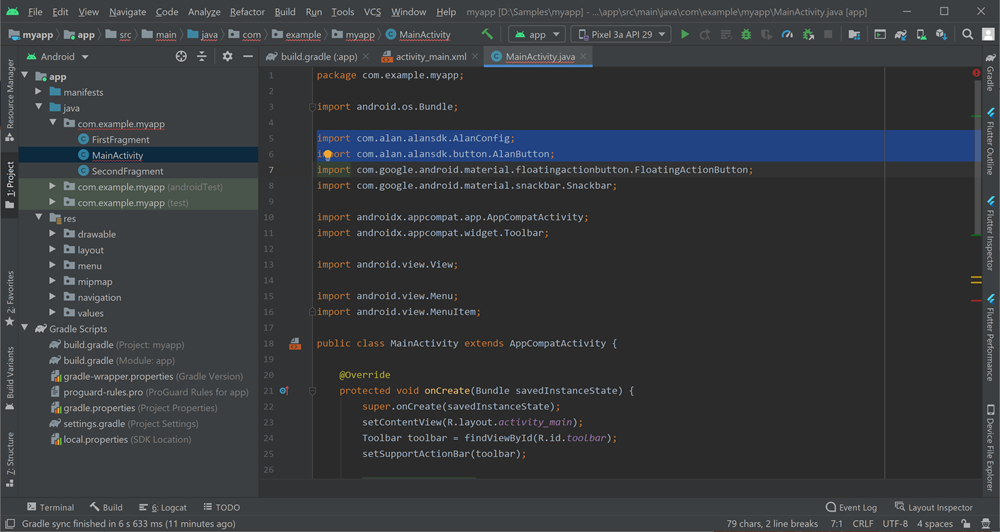 File Edit View Navigate Code Analyze Refactor Build Run Tools VCS Window Help myapp [D:\Samples\myapp] - ...\app\src\main\java\com\example\myapp\MainActivity.java [app]
myapp app src main java com example myapp MainActivity app Pixel 3a API 29
Android
build.gradle (:app) activity_main.xml MainActivity.java
Resource Manager
1: Project
2: Favorites
Build Variants
7: Structure
app
manifests
java
com.example.myapp
FirstFragment
MainActivity
SecondFragment
com.example.myapp (androidTest)
com.example.myapp (test)
res
drawable
layout
menu
mipmap
navigation
values
Gradle Scripts
build.gradle (Project: myapp)
build.gradle (Module: app)
gradle-wrapper.properties (Gradle Version)
proguard-rules.pro (ProGuard Rules for app)
gradle.properties (Project Properties)
settings.gradle (Project Settings)
local.properties (SDK Location)
1 package com.example.myapp;
2
3 import android.os.Bundle;
4
5 import com.alan.alansdk.AlanConfig;
6 import com.alan.alansdk.button.AlanButton;
7 import com.google.android.material.floatingactionbutton.FloatingActionButton;
8 import com.google.android.material.snackbar.Snackbar;
9
10 import androidx.appcompat.app.AppCompatActivity;
11 import androidx.appcompat.widget.Toolbar;
12
13 import android.view.View;
14
15 import android.view.Menu;
16 import android.view.MenuItem;
17
18 public class MainActivity extends AppCompatActivity {
19
20 @Override
21 protected void onCreate(Bundle savedInstanceState) {
22 super.onCreate(savedInstanceState);
23 setContentView(R.layout.activity_main);
24 Toolbar toolbar = findViewById(R.id.toolbar);
25 setSupportActionBar(toolbar);
26
Gradle
Flutter Outline
Flutter Inspector
Flutter Performance
Device File Explorer
Terminal Build 6: Logcat TODO Event Log Layout Inspector
Gradle sync finished in 6 s 633 ms (11 minutes ago) 79 chars, 2 line breaks 7:1 CRLF UTF-8 4 spaces